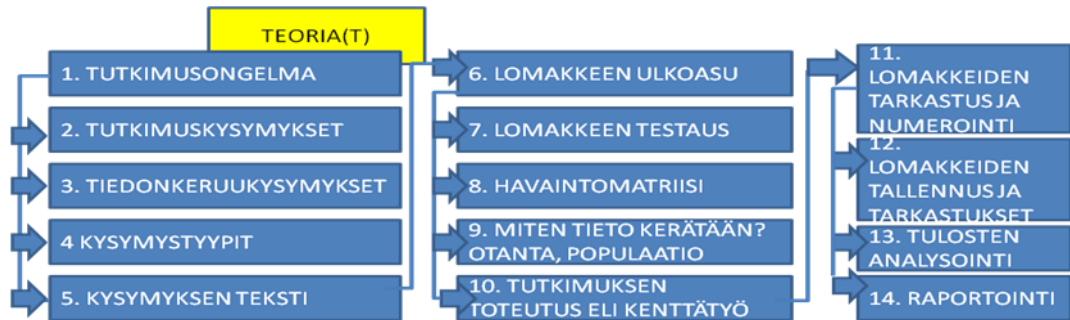 TEORIA(T)
1. TUTKIMUSONGELMA
2. TUTKIMUSKYSYMYKSET
3. TIEDONKERUUKYSYMYKSET
4 KYSYMYSTYYPIT
5. KYSYMYKSEN TEKSTI
6. LOMAKKEEN ULKOASU
7. LOMAKKEEN TESTAUS
8. HAVAINTOMATRIISI
9. MITEN TIETO KERÄTÄÄN?
OTANTA, POPULAATIO
10. TUTKIMUKSEN
TOTEUTUS ELI KENTTÄTYÖ
11.
LOMAKKEIDEN
TARKASTUS JA
NUMEROINTI
12.
LOMAKKEIDEN
TALLENNUS JA
TARKASTUKSET
13. TULOSTEN
ANALYSOINTI
14. RAPORTOINTI